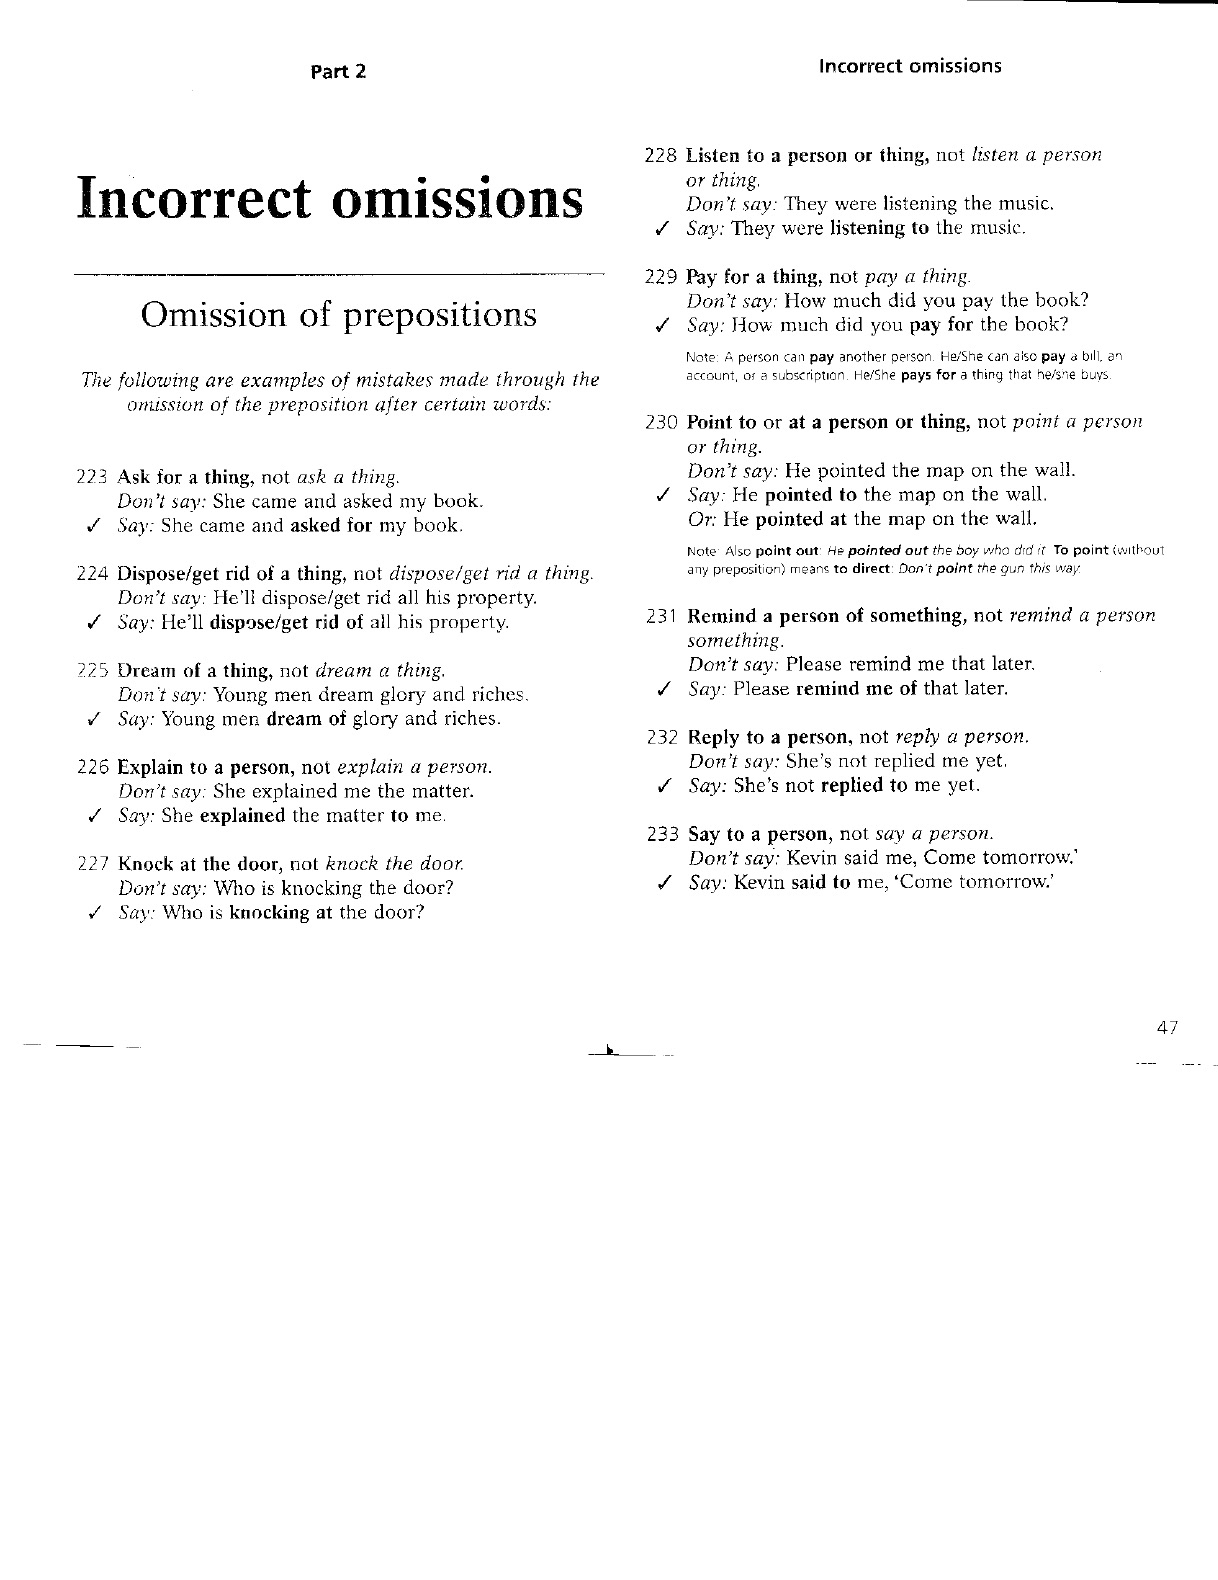 Part 2
Incorrect omissions
Omission of prepositions
The following are examples of mistakes made through the
omission of the preposition after certain words:
223 Ask for a thing, not ask a thing.
Don't say: She came and asked my book.
✓ Say: She came and asked for my book.
224 Dispose/get rid of a thing, not dispose/get rid a thing.
Don't say: He'll dispose/get rid all his property.
✓ Say: He'll dispose/get rid of all his property.
225 Dream of a thing, not dream a thing.
Don't say: Young men dream glory and riches.
✓ Say: Young men dream of glory and riches.
226 Explain to a person, not explain a person.
Don't say: She explained me the matter.
✓ Say: She explained the matter to me.
227 Knock at the door, not knock the door.
Don't say: Who is knocking the door?
✓ Say: Who is knocking at the door?
Incorrect omissions
228 Listen to a person or thing, not listen a person
or thing.
Don't say: They were listening the music.
✓ Say: They were listening to the music.
229 Pay for a thing, not pay a thing.
Don't say: How much did you pay the book?
✓ Say: How much did you pay for the book?
Note: A person can pay another person. He/She can also pay a bill, an
account, or a subscription. He/She pays for a thing that he/she buys.
230 Point to or at a person or thing, not point a person
or thing.
Don't say: He pointed the map on the wall.
✓ Say: He pointed to the map on the wall.
Or: He pointed at the map on the wall.
Note: Also point out: He pointed out the boy who did it. To point (without
any preposition) means to direct: Don't point the gun this way.
231 Remind a person of something, not remind a person
something.
Don't say: Please remind me that later.
✓ Say: Please remind me of that later.
232 Reply to a person, not reply a person.
Don't say: She's not replied me yet.
✓ Say: She's not replied to me yet.
233 Say to a person, not say a person.
Don't say: Kevin said me, Come tomorrow.'
✓ Say: Kevin said to me, 'Come tomorrow.'
47